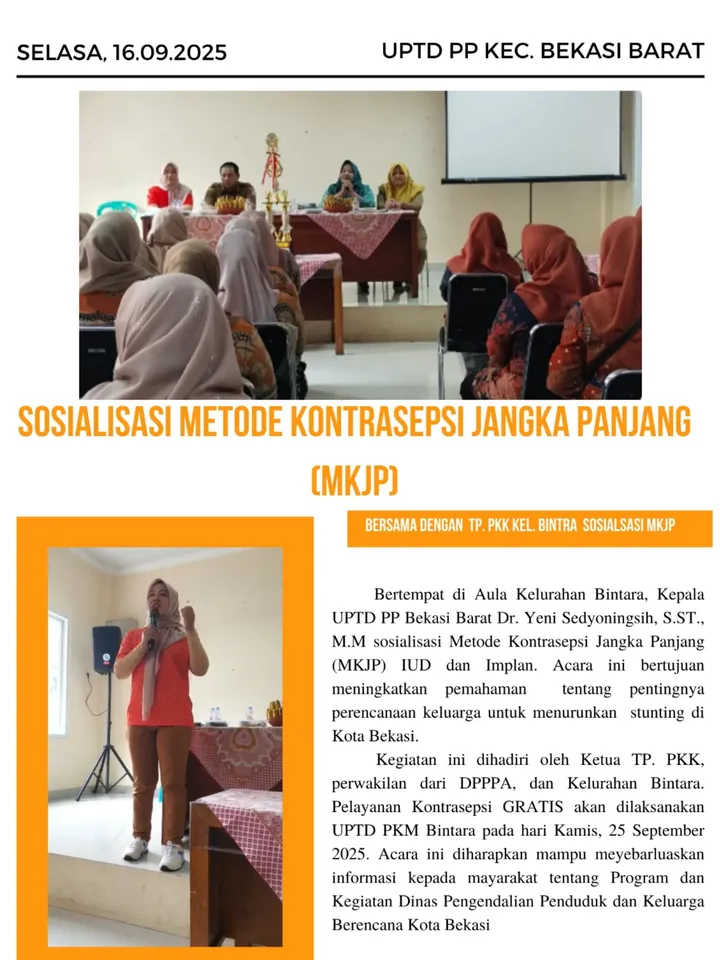 SELASA, 16.09.2025
UPTD PP KEC. BEKASI BARAT
SOSIALISASI METODE KONTRASEPSI JANGKA PANJANG
(MKJP)
BERSAMA DENGAN TP. PKK KEL. BINTRA SOSIALSASI MKJP
Bertempat di Aula Kelurahan Bintara, Kepala
UPTD PP Bekasi Barat Dr. Yeni Sedyoningsih, S.ST.,
M.M sosialisasi Metode Kontrasepsi Jangka Panjang
(MKJP) IUD dan Implan. Acara ini bertujuan
meningkatkan pemahaman tentang pentingnya
perencanaan keluarga untuk menurunkan stunting di
Kota Bekasi.
Kegiatan ini dihadiri oleh Ketua TP. PKK,
perwakilan dari DPPPA, dan Kelurahan Bintara.
Pelayanan Kontrasepsi GRATIS akan dilaksanakan
UPTD PKM Bintara pada hari Kamis, 25 September
2025. Acara ini diharapkan mampu meyebarluaskan
informasi kepada mayarakat tentang Program dan
Kegiatan Dinas Pengendalian Penduduk dan Keluarga
Berencana Kota Bekasi